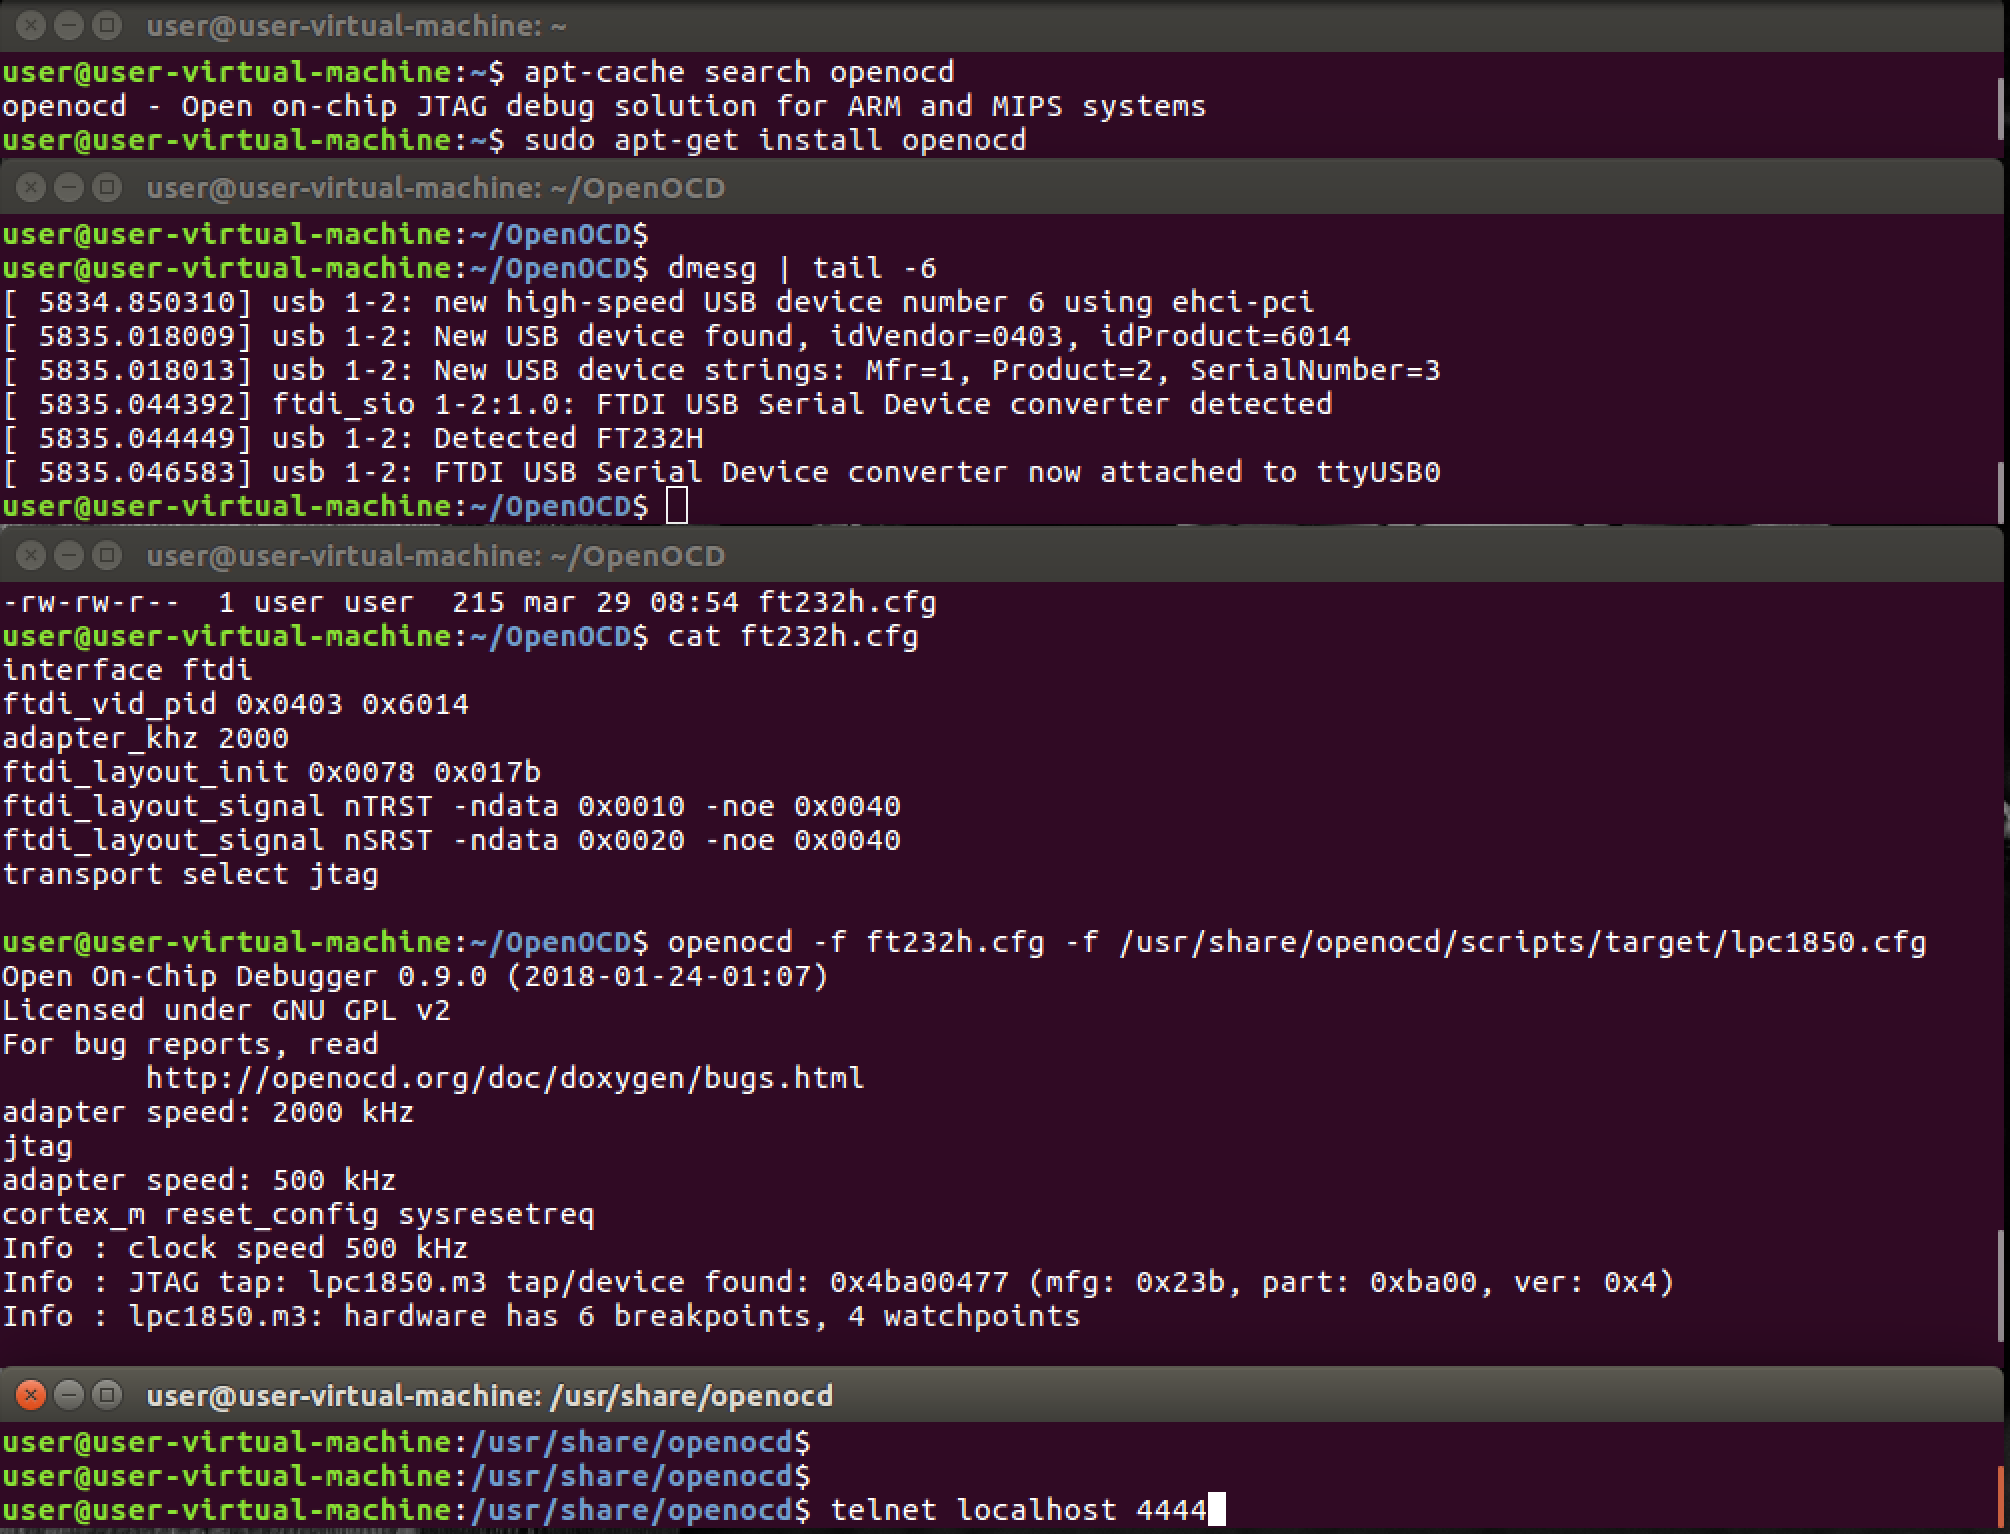 user@user-virtual-machine: ~
user@user-virtual-machine:~$ apt-cache search openocd
openocd - Open on-chip JTAG debug solution for ARM and MIPS systems
user@user-virtual-machine:~$ sudo apt-get install openocd
user@user-virtual-machine: ~/OpenOCD
user@user-virtual-machine:~/OpenOCD$
user@user-virtual-machine:~/OpenOCD$ dmesg | tail -6
[ 5834.850310] usb 1-2: new high-speed USB device number 6 using ehci-pci
[ 5835.018009] usb 1-2: New USB device found, idVendor=0403, idProduct=6014
[ 5835.018013] usb 1-2: New USB device strings: Mfr=1, Product=2, SerialNumber=3
[ 5835.044392] ftdi_sio 1-2:1.0: FTDI USB Serial Device converter detected
[ 5835.044449] usb 1-2: Detected FT232H
[ 5835.046583] usb 1-2: FTDI USB Serial Device converter now attached to ttyUSB0
user@user-virtual-machine:~/OpenOCD$
user@user-virtual-machine: ~/OpenOCD
-rw-rw-r--  1 user user  215 mar 29 08:54 ft232h.cfg
user@user-virtual-machine:~/OpenOCD$ cat ft232h.cfg
interface ftdi
ftdi_vid_pid 0x0403 0x6014
adapter_khz 2000
ftdi_layout_init 0x0078 0x017b
ftdi_layout_signal nTRST -ndata 0x0010 -noe 0x0040
ftdi_layout_signal nSRST -ndata 0x0020 -noe 0x0040
transport select jtag
user@user-virtual-machine:~/OpenOCD$ openocd -f ft232h.cfg -f /usr/share/openocd/scripts/target/lpc1850.cfg
Open On-Chip Debugger 0.9.0 (2018-01-24-01:07)
Licensed under GNU GPL v2
For bug reports, read
        http://openocd.org/doc/doxygen/bugs.html
adapter speed: 2000 kHz
jtag
adapter speed: 500 kHz
cortex_m reset_config sysresetreq
Info : clock speed 500 kHz
Info : JTAG tap: lpc1850.m3 tap/device found: 0x4ba00477 (mfg: 0x23b, part: 0xba00, ver: 0x4)
Info : lpc1850.m3: hardware has 6 breakpoints, 4 watchpoints
user@user-virtual-machine: /usr/share/openocd
user@user-virtual-machine:/usr/share/openocd$
user@user-virtual-machine:/usr/share/openocd$
user@user-virtual-machine:/usr/share/openocd$ telnet localhost 4444